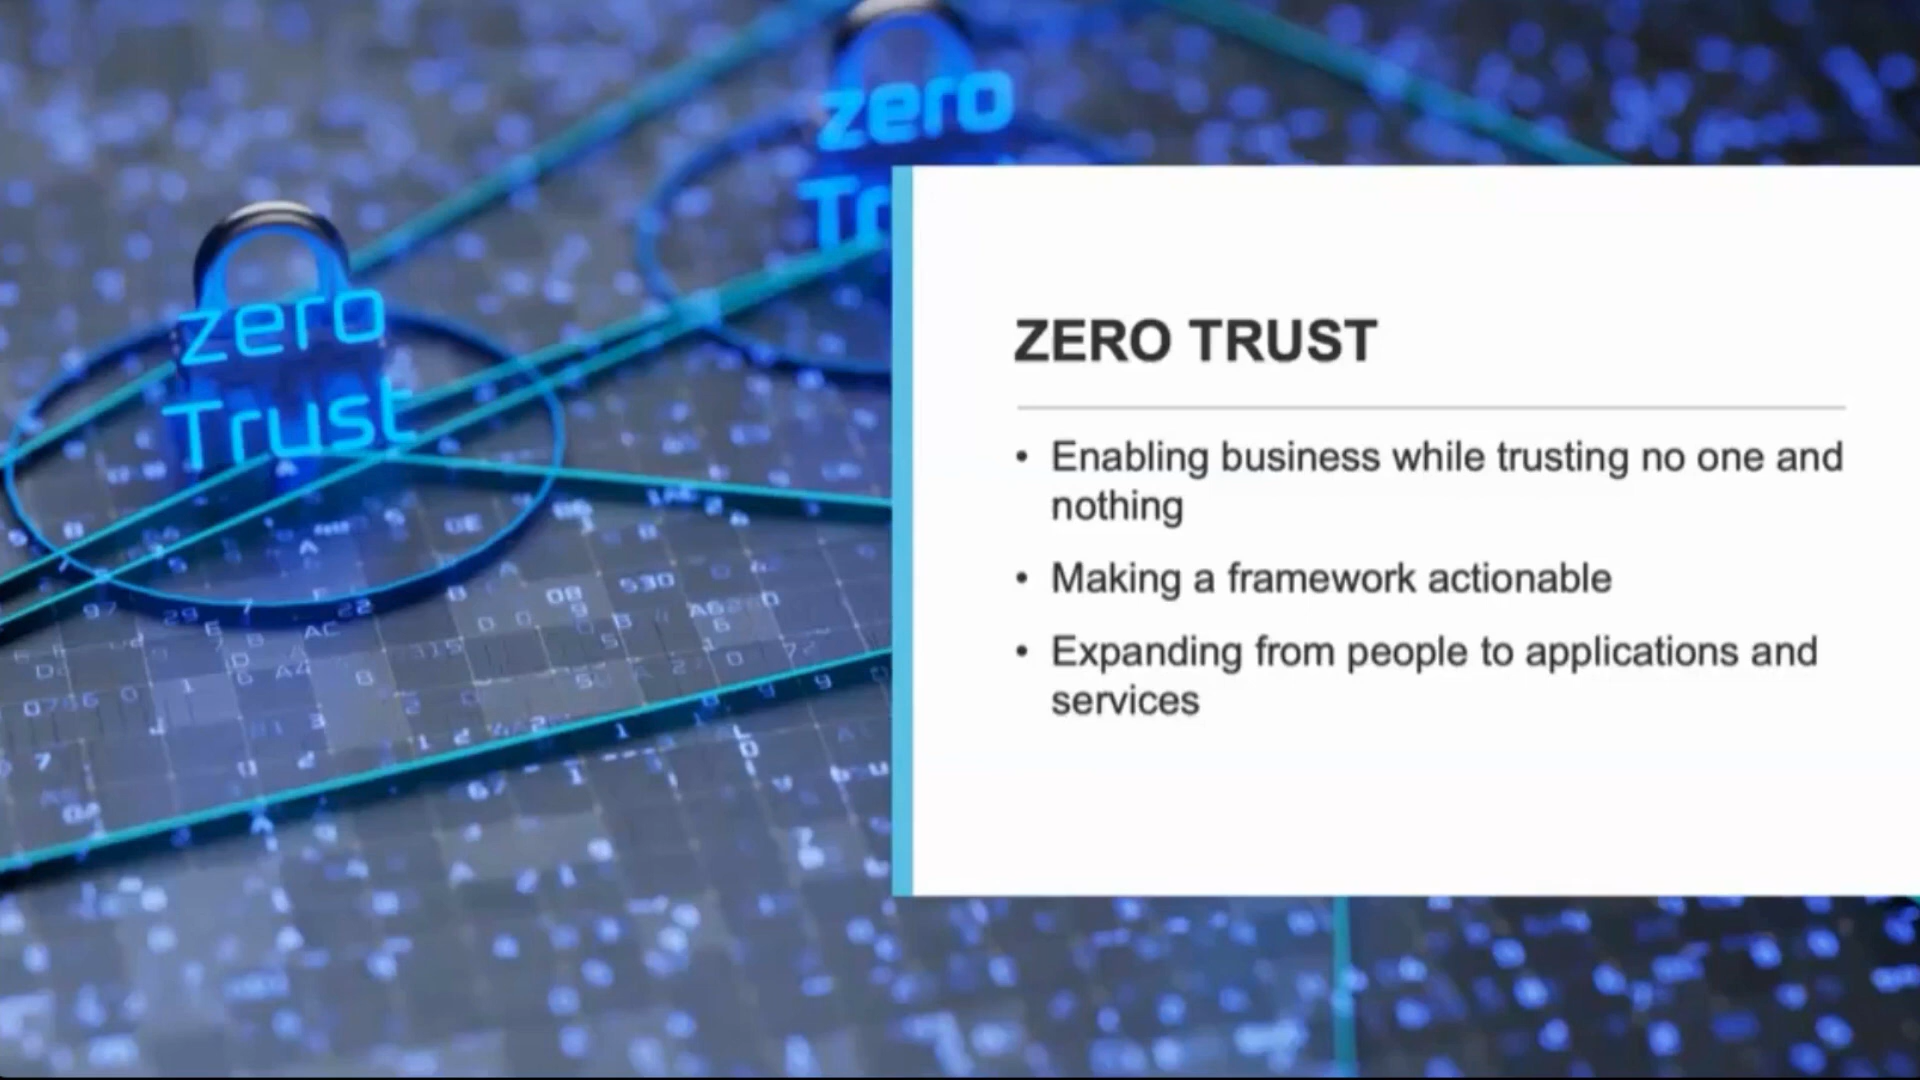 zero
Trust
zero
Tr
ZERO TRUST
• Enabling business while trusting no one and
nothing
• Making a framework actionable
• Expanding from people to applications and
services